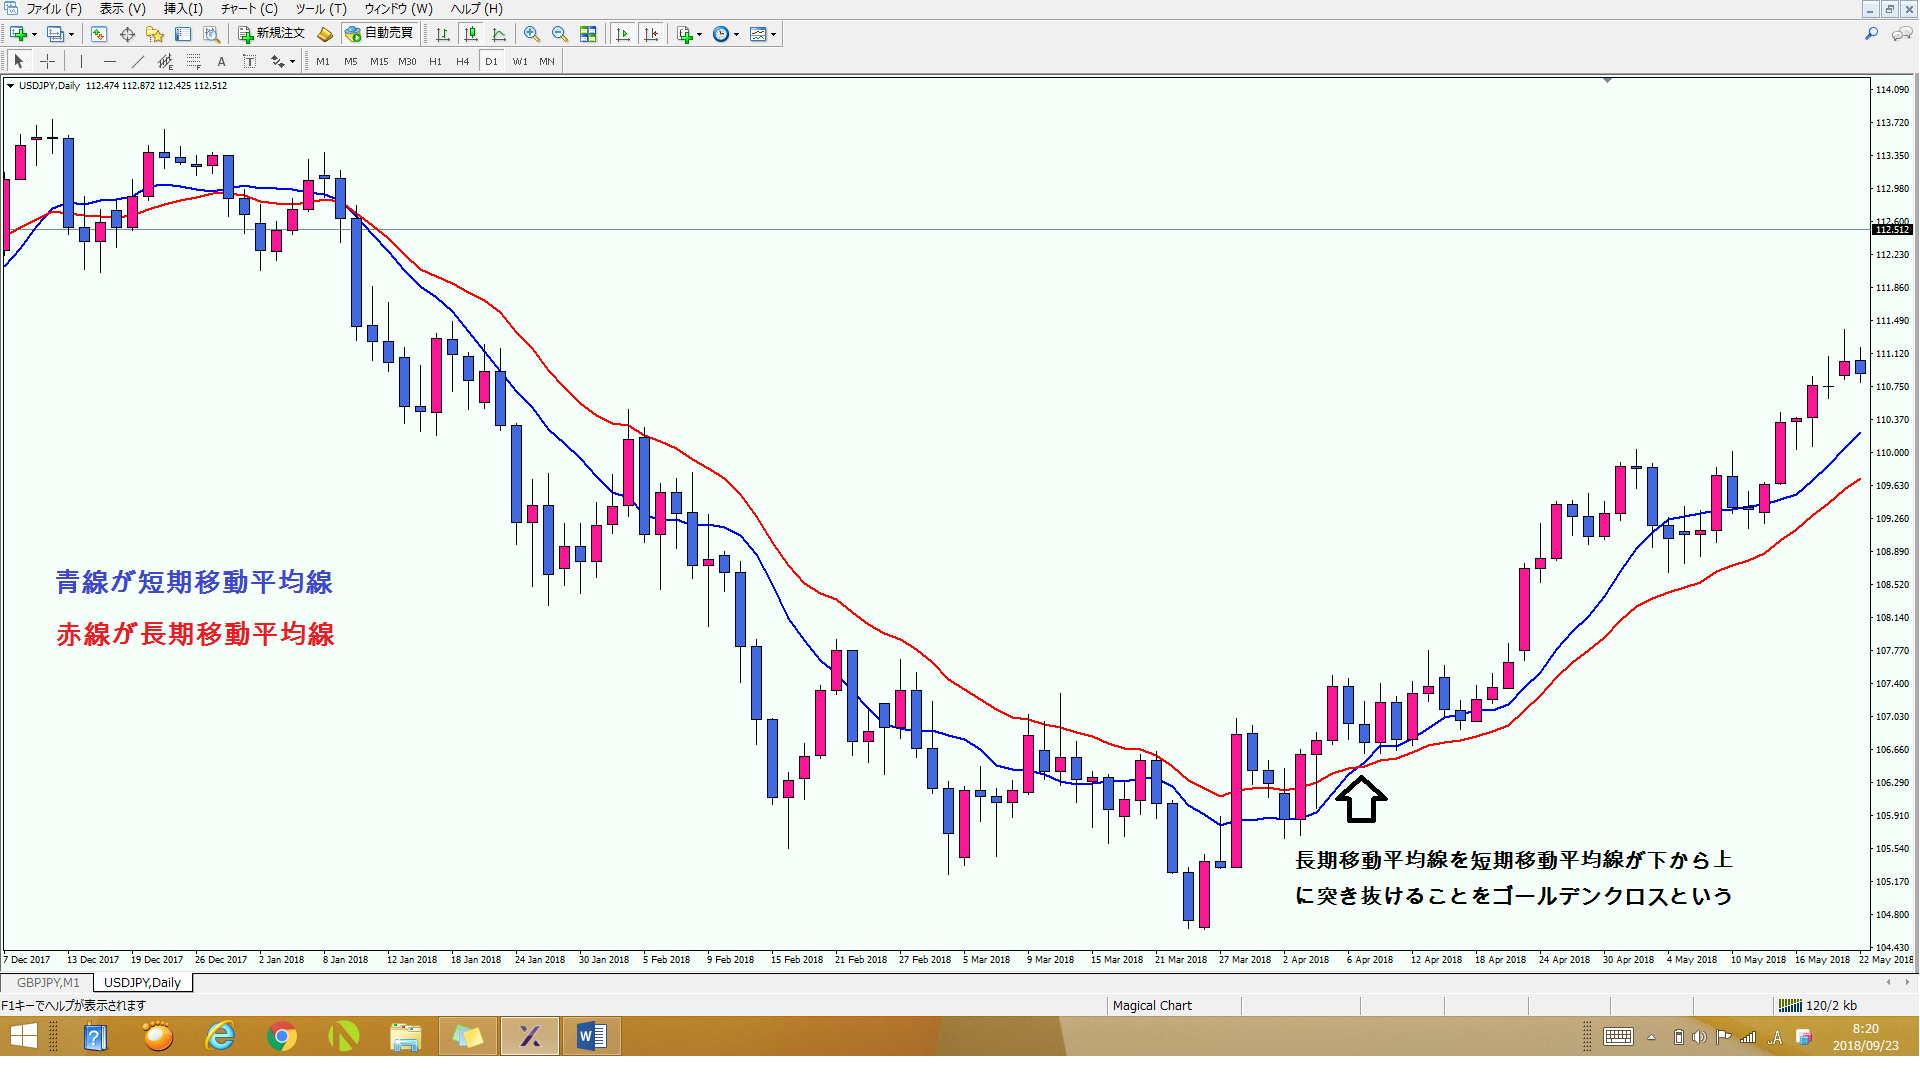 ファイル (F) 表示 (V) 挿入(I) チャート (C) ツール (T) ウィンドウ (W) ヘルプ (H)
新規注文 自動売買
A T M1 M5 M15 M30 H1 H4 D1 W1 MN
USDJPY,Daily 112.474 112.872 112.425 112.512
114.090
113.720
113.350
112.980
112.600
112.512
112.230
111.860
111.490
111.120
110.750
110.370
110.000
109.630
109.260
108.890
108.520
108.140
107.770
107.400
107.030
106.660
106.290
105.910
105.540
105.170
104.800
104.430
青線が短期移動平均線
赤線が長期移動平均線
長期移動平均線を短期移動平均線が下から上
に突き抜けることをゴールデンクロスという
7 Dec 2017 13 Dec 2017 19 Dec 2017 26 Dec 2017 2 Jan 2018 8 Jan 2018 12 Jan 2018 18 Jan 2018 24 Jan 2018 30 Jan 2018 5 Feb 2018 9 Feb 2018 15 Feb 2018 21 Feb 2018 27 Feb 2018 5 Mar 2018 9 Mar 2018 15 Mar 2018 21 Mar 2018 27 Mar 2018 2 Apr 2018 6 Apr 2018 12 Apr 2018 18 Apr 2018 24 Apr 2018 30 Apr 2018 4 May 2018 10 May 2018 16 May 2018 22 May 2018
GBPJPY,M1 USDJPY,Daily
F1キーでヘルプが表示されます Magical Chart 120/2 kb
A 8:20
2018/09/23